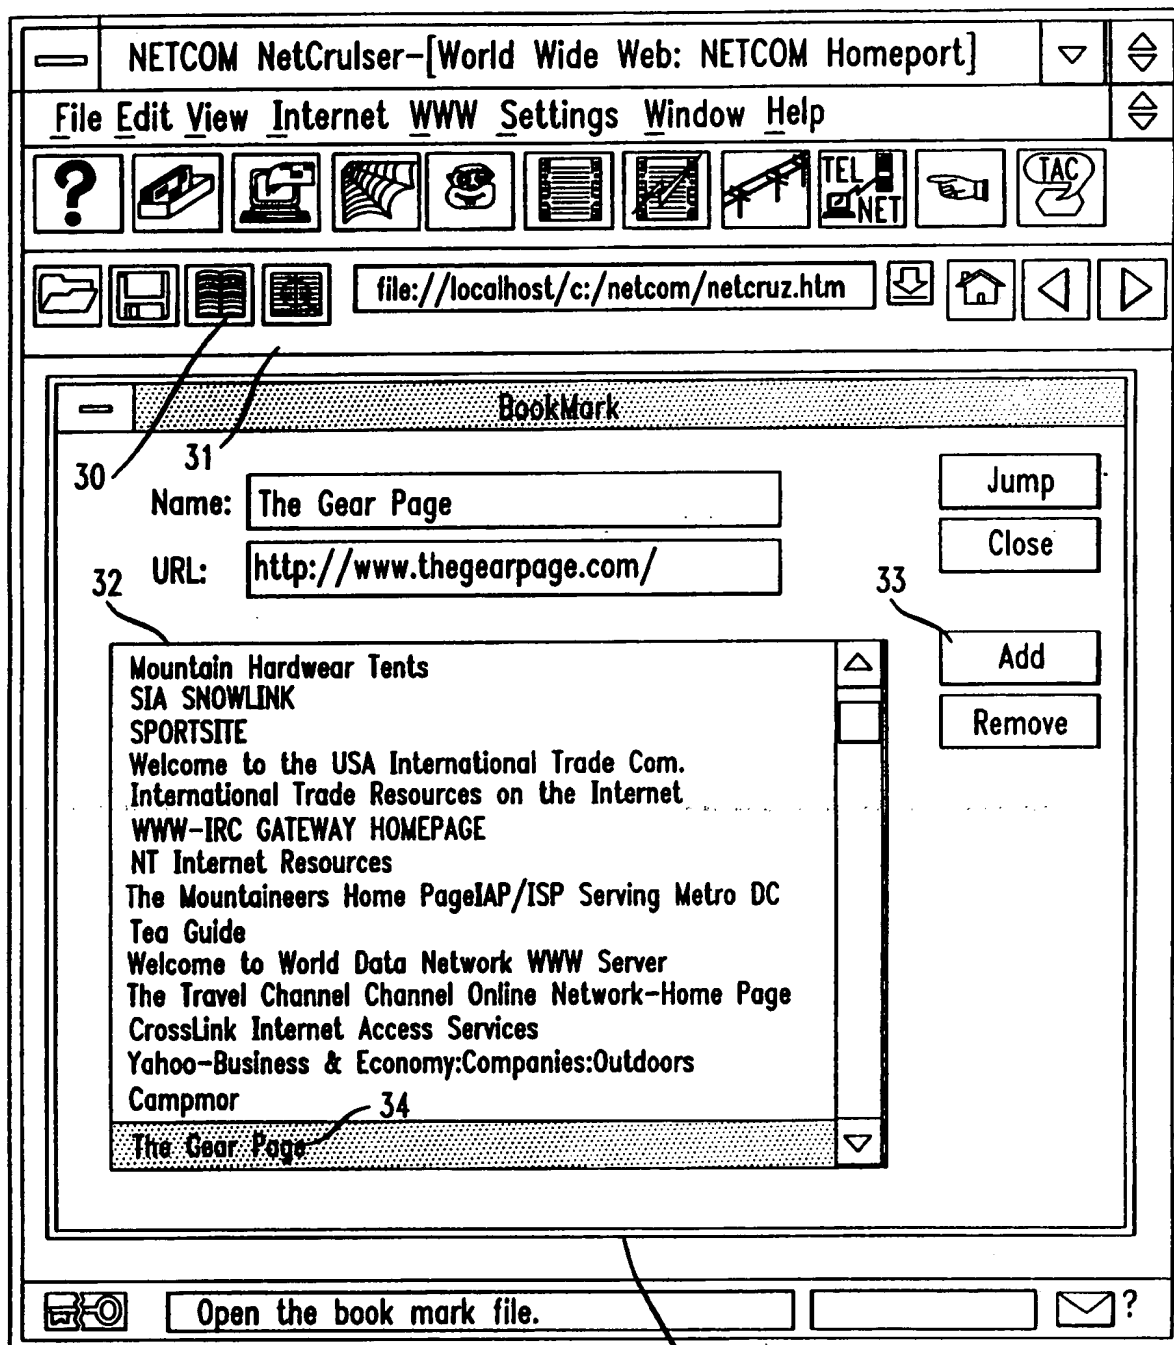 NETCOM NetCruIser-[World Wide Web: NETCOM Homeport]
File Edit View Internet WWW Settings Window Help
?
TEL NET
TAC
file://localhost/c:/netcom/netcruz.htm
BookMark
30
31
Name: The Gear Page
Jump
URL: http://www.thegearpage.com/
Close
32
33
Mountain Hardwear Tents
Add
SIA SNOWLINK
SPORTSITE
Remove
Welcome to the USA International Trade Com.
International Trade Resources on the Internet
WWW-IRC GATEWAY HOMEPAGE
NT Internet Resources
The Mountaineers Home PageIAP/ISP Serving Metro DC
Tea Guide
Welcome to World Data Network WWW Server
The Travel Channel Channel Online Network-Home Page
CrossLink Internet Access Services
Yahoo-Business & Economy:Companies:Outdoors
Campmor
34
The Gear Page
Open the book mark file.
?